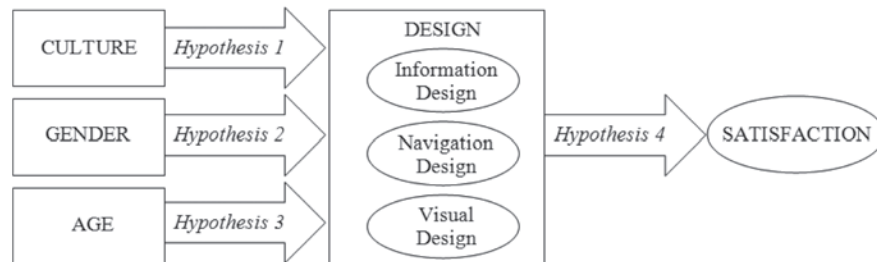 CULTURE
Hypothesis 1
GENDER
Hypothesis 2
AGE
Hypothesis 3
DESIGN
Information
Design
Navigation
Design
Visual
Design
Hypothesis 4
SATISFACTION